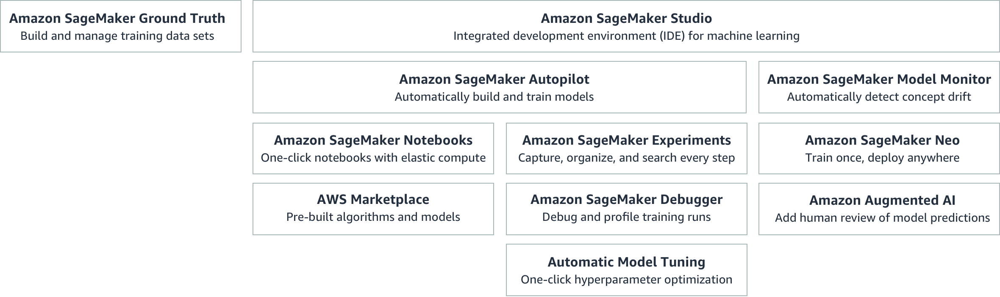 Amazon SageMaker Ground Truth
Build and manage training data sets
Amazon SageMaker Studio
Integrated development environment (IDE) for machine learning
Amazon SageMaker Autopilot
Automatically build and train models
Amazon SageMaker Model Monitor
Automatically detect concept drift
Amazon SageMaker Notebooks
One-click notebooks with elastic compute
Amazon SageMaker Experiments
Capture, organize, and search every step
Amazon SageMaker Neo
Train once, deploy anywhere
AWS Marketplace
Pre-built algorithms and models
Amazon SageMaker Debugger
Debug and profile training runs
Amazon Augmented AI
Add human review of model predictions
Automatic Model Tuning
One-click hyperparameter optimization